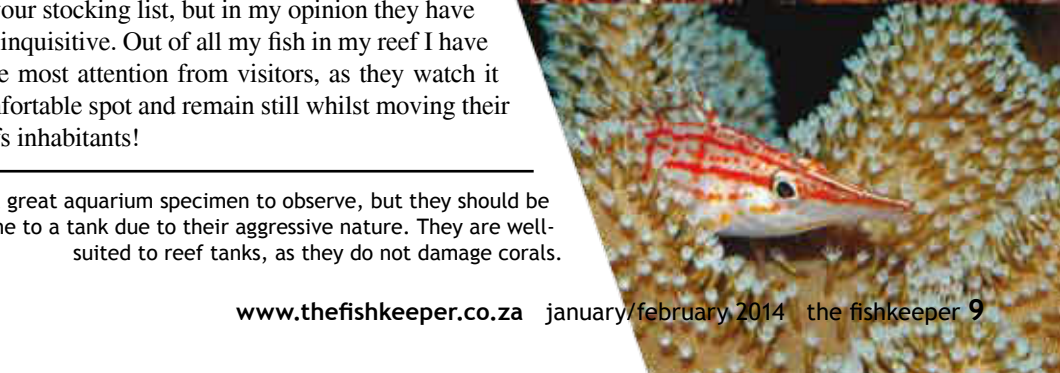 your stocking list, but in my opinion they have
inquisitive. Out of all my fish in my reef I have
most attention from visitors, as they watch it
spot and remain still whilst moving their
inhabitants!
great aquarium specimen to observe, but they should be
to a tank due to their aggressive nature. They are well-
suited to reef tanks, as they do not damage corals.
www.thefishkeeper.co.za january/february 2014 the fishkeeper 9